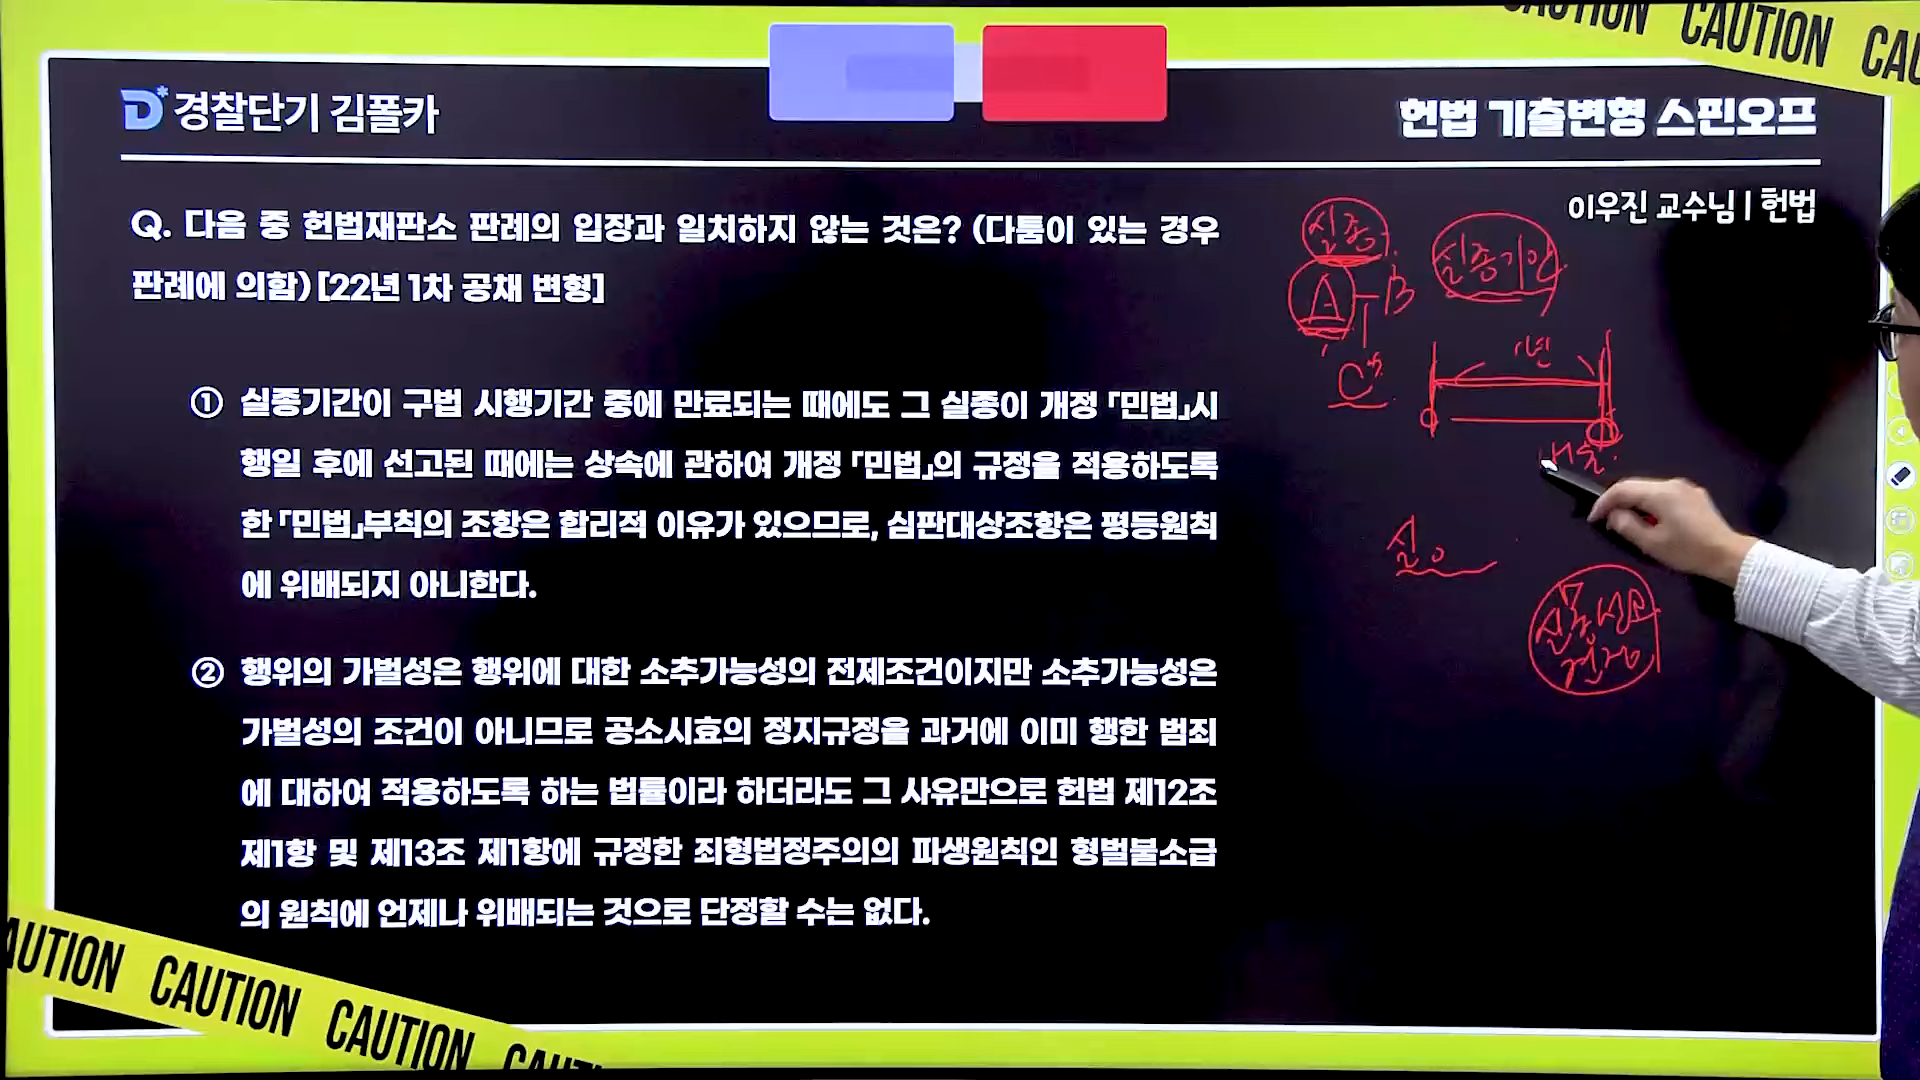 CAUTION CAUTION CAU
D* 경찰단기 김폴카
헌법 기출변형 스핀오프
이우진 교수님 | 헌법
Q. 다음 중 헌법재판소 판례의 입장과 일치하지 않는 것은? (다툼이 있는 경우
판례에 의함) [22년 1차 공채 변형]
① 실종기간이 구법 시행기간 중에 만료되는 때에도 그 실종이 개정 「민법」시
행일 후에 선고된 때에는 상속에 관하여 개정 「민법」의 규정을 적용하도록
한 「민법」부칙의 조항은 합리적 이유가 있으므로, 심판대상조항은 평등원칙
에 위배되지 아니한다.
② 행위의 가벌성은 행위에 대한 소추가능성의 전제조건이지만 소추가능성은
가벌성의 조건이 아니므로 공소시효의 정지규정을 과거에 이미 행한 범죄
에 대하여 적용하도록 하는 법률이라 하더라도 그 사유만으로 헌법 제12조
제1항 및 제13조 제1항에 규정한 죄형법정주의의 파생원칙인 형벌불소급
의 원칙에 언제나 위배되는 것으로 단정할 수는 없다.
실종
실종기간
A B
C
1년
AUTION CAUTION CAUTION CAUT